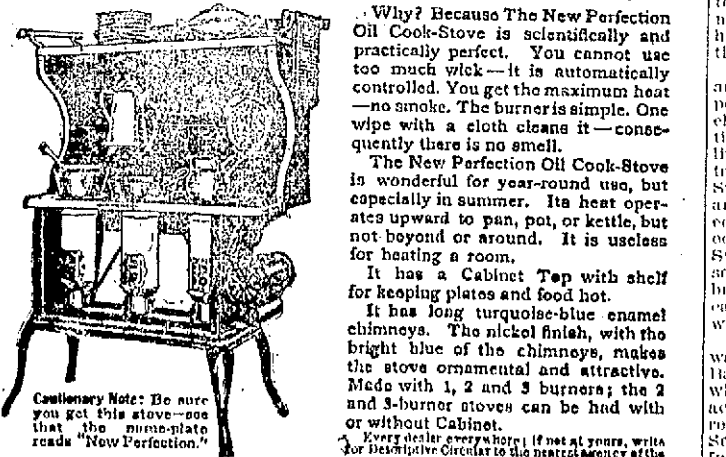 Why? Because The New Perfection
Oil Cook-Stove is scientifically and
practically perfect. You cannot use
too much wick—it is automatically
controlled. You get the maximum heat
—no smoke. The burner is simple. One
wipe with a cloth cleans it—conse-
quently there is no smell.
The New Perfection Oil Cook-Stove
is wonderful for year-round use, but
especially in summer. Its heat oper-
ates upward to pan, pot, or kettle, but
not beyond or around. It is useless
for heating a room.
It has a Cabinet Top with shelf
for keeping plates and food hot.
It has long turquoise-blue enamel
chimneys. The nickel finish, with the
bright blue of the chimneys, makes
the stove ornamental and attractive.
Made with 1, 2 and 3 burners; the 2
and 3-burner stoves can be had with
or without Cabinet.
Every dealer everywhere; if not at yours, write
for Descriptive Circular to the nearest agency of the
Cautionary Note: Be sure
you get this stove—see
that the name-plate
reads "New Perfection."